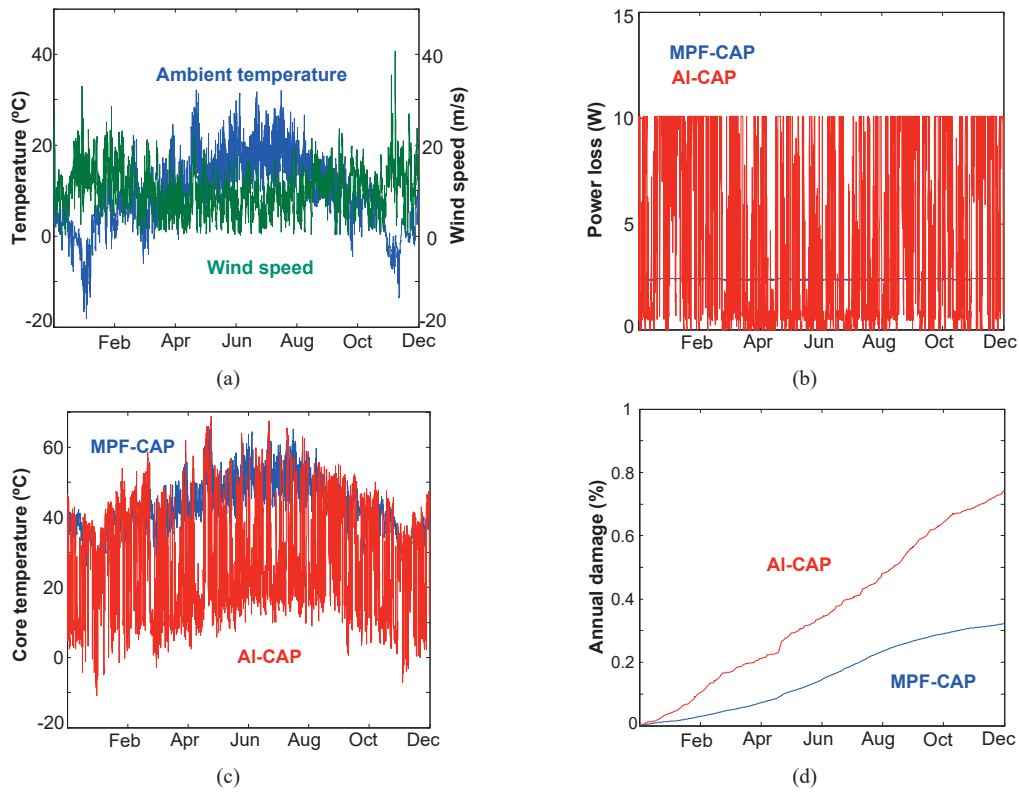 40
20
0
-20
Temperature (ºC)
Ambient temperature
Wind speed
40
20
0
-20
Wind speed (m/s)
Feb Apr Jun Aug Oct Dec
(a)
15
10
5
0
Power loss (W)
MPF-CAP
Al-CAP
Feb Apr Jun Aug Oct Dec
(b)
60
40
20
0
-20
Core temperature (ºC)
MPF-CAP
Al-CAP
Feb Apr Jun Aug Oct Dec
(c)
1
0.8
0.6
0.4
0.2
0
Annual damage (%)
Al-CAP
MPF-CAP
Feb Apr Jun Aug Oct Dec
(d)